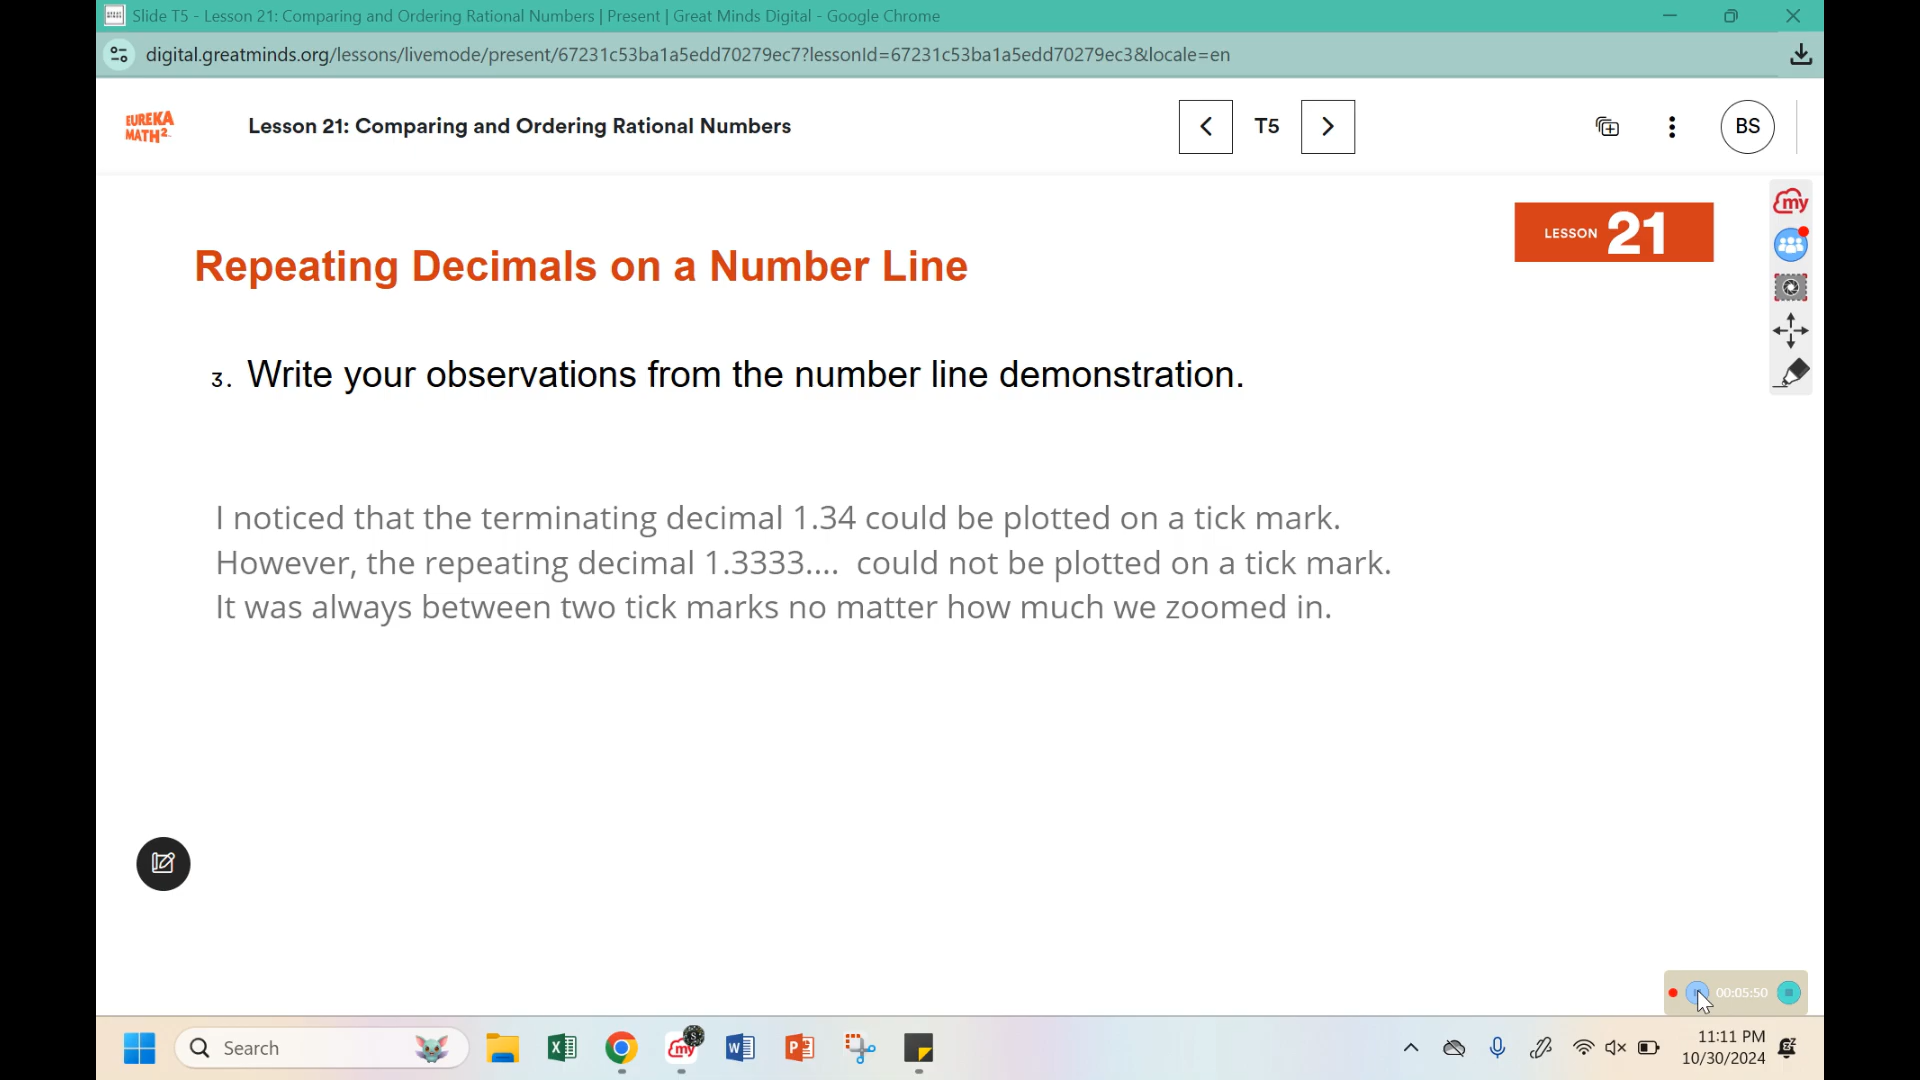 Slide T5 - Lesson 21: Comparing and Ordering Rational Numbers | Present | Great Minds Digital - Google Chrome
digital.greatminds.org/lessons/livemode/present/67231c53ba1a5edd70279ec7?lessonId=67231c53ba1a5edd70279ec3&locale=en
EUREKA
MATH²
Lesson 21: Comparing and Ordering Rational Numbers
T5
BS
LESSON 21
my
Repeating Decimals on a Number Line
3. Write your observations from the number line demonstration.
I noticed that the terminating decimal 1.34 could be plotted on a tick mark.
However, the repeating decimal 1.3333.... could not be plotted on a tick mark.
It was always between two tick marks no matter how much we zoomed in.
00:05:50
Search
my
11:11 PM
10/30/2024